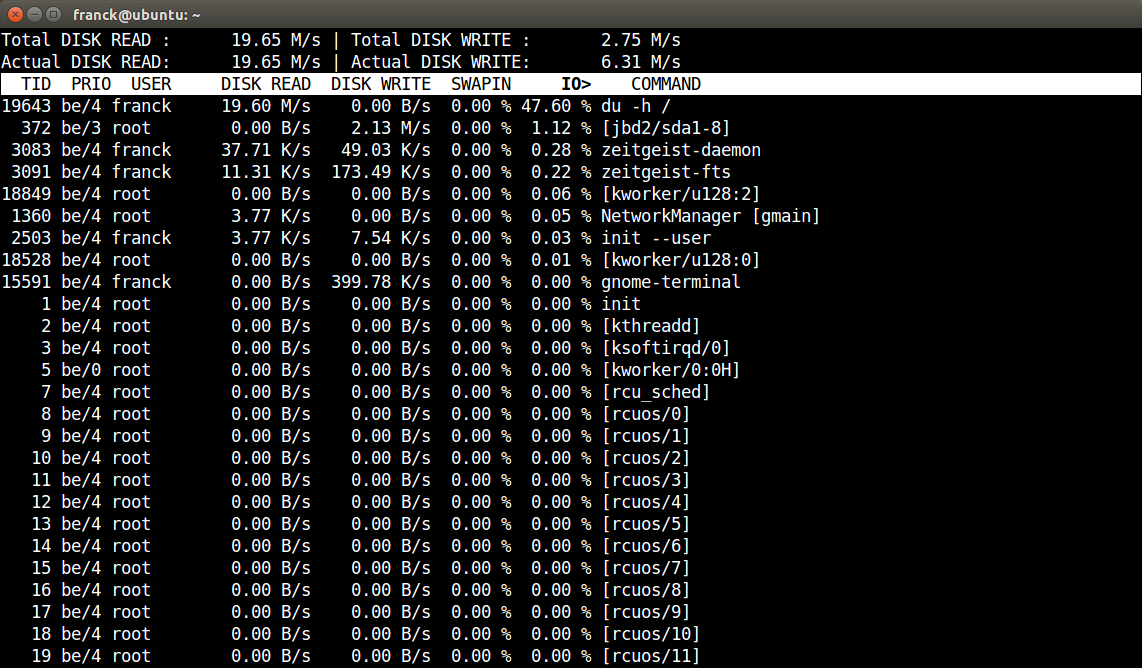 franck@ubuntu: ~
Total DISK READ :      19.65 M/s | Total DISK WRITE :       2.75 M/s
Actual DISK READ:      19.65 M/s | Actual DISK WRITE:       6.31 M/s
  TID  PRIO  USER     DISK READ  DISK WRITE  SWAPIN     IO>    COMMAND
19643 be/4 franck     19.60 M/s    0.00 B/s  0.00 % 47.60 % du -h /
  372 be/3 root        0.00 B/s    2.13 M/s  0.00 %  1.12 % [jbd2/sda1-8]
 3083 be/4 franck     37.71 K/s   49.03 K/s  0.00 %  0.28 % zeitgeist-daemon
 3091 be/4 franck     11.31 K/s  173.49 K/s  0.00 %  0.22 % zeitgeist-fts
18849 be/4 root        0.00 B/s    0.00 B/s  0.00 %  0.06 % [kworker/u128:2]
 1360 be/4 root        3.77 K/s    0.00 B/s  0.00 %  0.05 % NetworkManager [gmain]
 2503 be/4 franck      3.77 K/s    7.54 K/s  0.00 %  0.03 % init --user
18528 be/4 root        0.00 B/s    0.00 B/s  0.00 %  0.01 % [kworker/u128:0]
15591 be/4 franck      0.00 B/s  399.78 K/s  0.00 %  0.00 % gnome-terminal
    1 be/4 root        0.00 B/s    0.00 B/s  0.00 %  0.00 % init
    2 be/4 root        0.00 B/s    0.00 B/s  0.00 %  0.00 % [kthreadd]
    3 be/4 root        0.00 B/s    0.00 B/s  0.00 %  0.00 % [ksoftirqd/0]
    5 be/0 root        0.00 B/s    0.00 B/s  0.00 %  0.00 % [kworker/0:0H]
    7 be/4 root        0.00 B/s    0.00 B/s  0.00 %  0.00 % [rcu_sched]
    8 be/4 root        0.00 B/s    0.00 B/s  0.00 %  0.00 % [rcuos/0]
    9 be/4 root        0.00 B/s    0.00 B/s  0.00 %  0.00 % [rcuos/1]
   10 be/4 root        0.00 B/s    0.00 B/s  0.00 %  0.00 % [rcuos/2]
   11 be/4 root        0.00 B/s    0.00 B/s  0.00 %  0.00 % [rcuos/3]
   12 be/4 root        0.00 B/s    0.00 B/s  0.00 %  0.00 % [rcuos/4]
   13 be/4 root        0.00 B/s    0.00 B/s  0.00 %  0.00 % [rcuos/5]
   14 be/4 root        0.00 B/s    0.00 B/s  0.00 %  0.00 % [rcuos/6]
   15 be/4 root        0.00 B/s    0.00 B/s  0.00 %  0.00 % [rcuos/7]
   16 be/4 root        0.00 B/s    0.00 B/s  0.00 %  0.00 % [rcuos/8]
   17 be/4 root        0.00 B/s    0.00 B/s  0.00 %  0.00 % [rcuos/9]
   18 be/4 root        0.00 B/s    0.00 B/s  0.00 %  0.00 % [rcuos/10]
   19 be/4 root        0.00 B/s    0.00 B/s  0.00 %  0.00 % [rcuos/11]